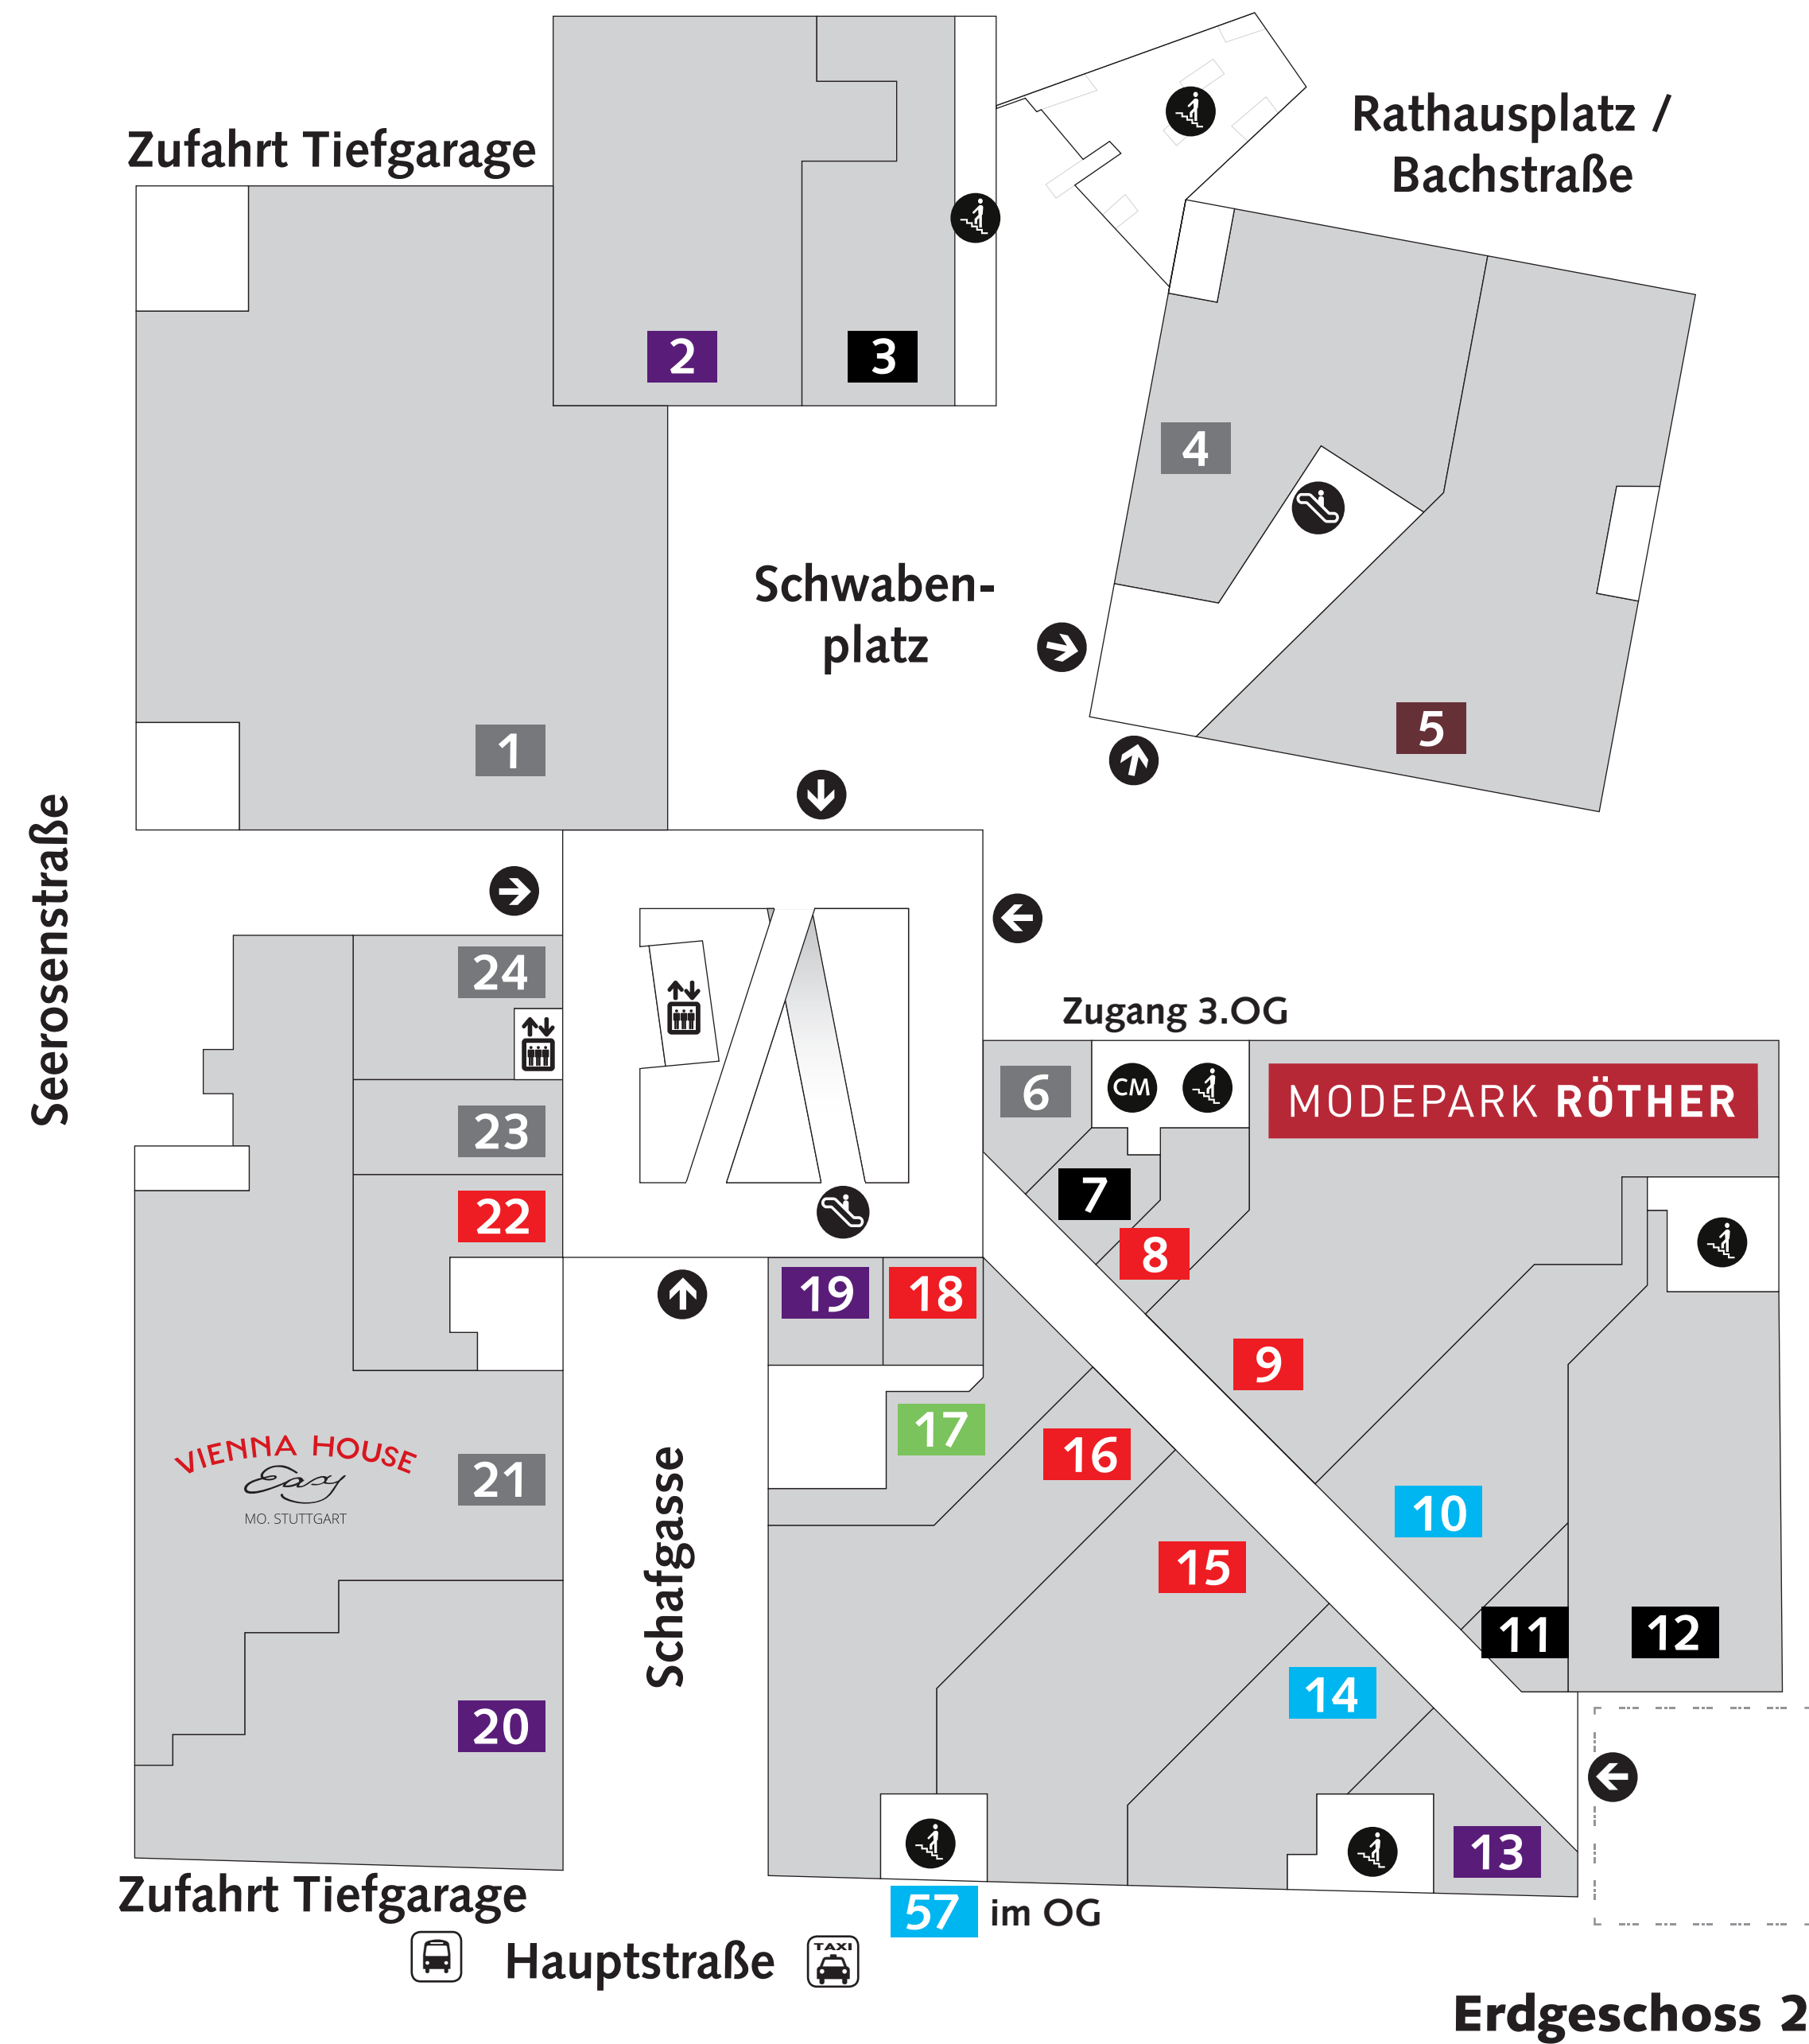 Zufahrt Tiefgarage
Rathausplatz /
Bachstraße
2
3
4
Schwaben-
platz
5
1
Seerosenstraße
24
Zugang 3.OG
6
CM
MODEPARK RÖTHER
23
7
22
8
19
18
9
17
16
VIENNA HOUSE
Easy
MO. STUTTGART
21
10
Schafgasse
15
11
12
14
20
13
Zufahrt Tiefgarage
57 im OG
Hauptstraße
TAXI
Erdgeschoss 2